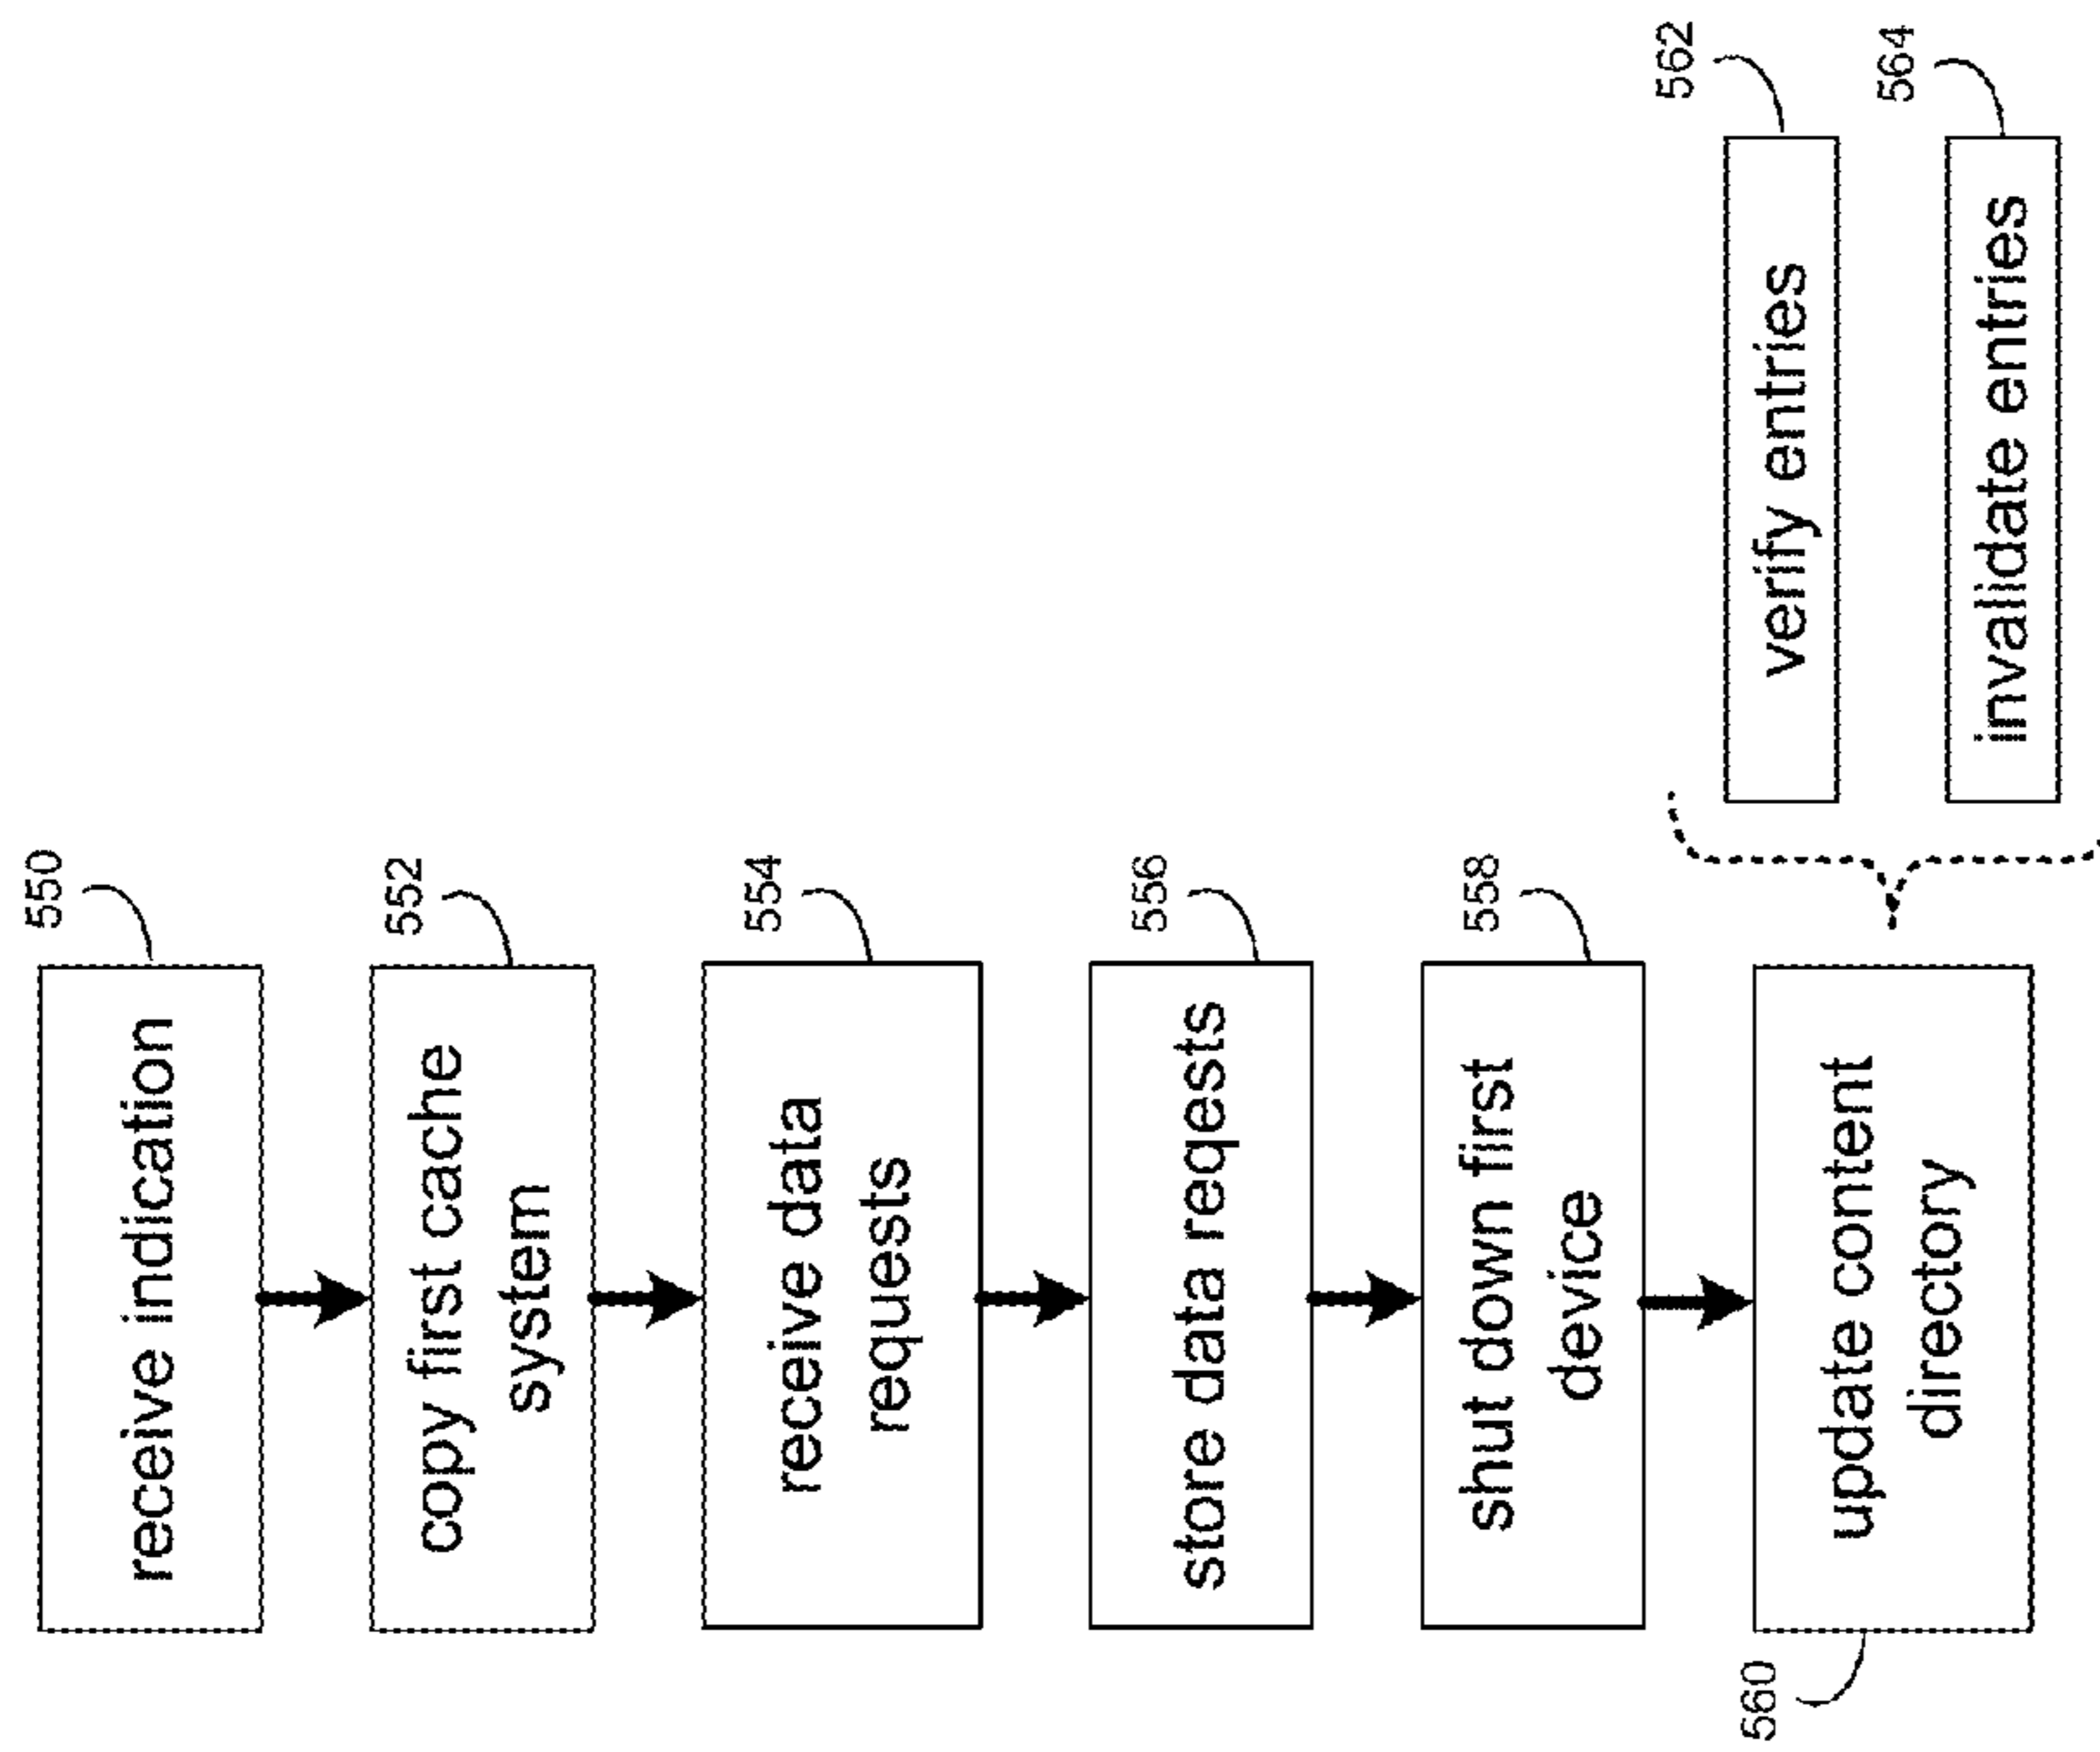 550
receive indication
552
copy first cache
system
554
receive data
requests
556
store data reqests
558
shut down first
device
560
update content
directory
562
verify entries
564
invalidate entries